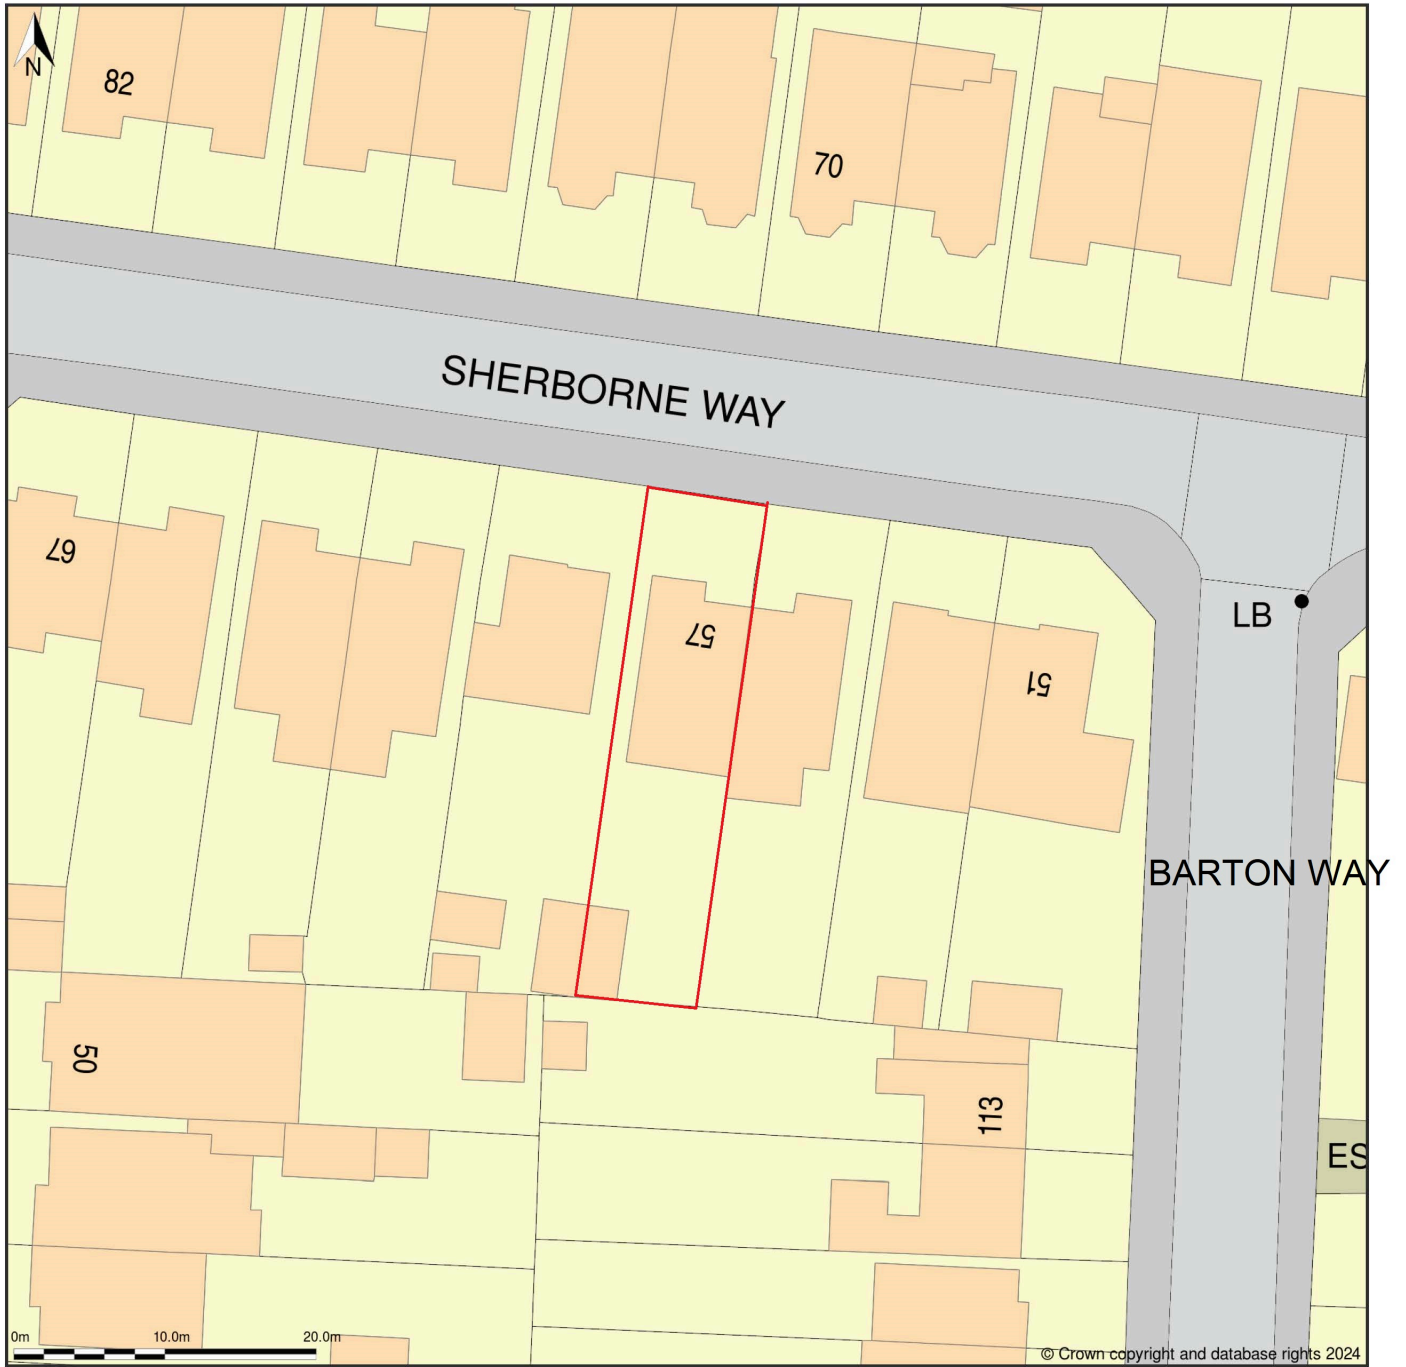 N
82
70
SHERBORNE WAY
67
57
51
LB
BARTON WAY
50
113
ES
0m 10.0m 20.0m
© Crown copyright and database rights 2024